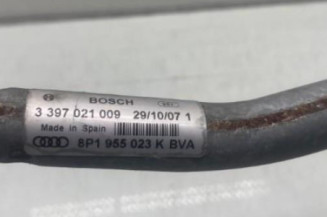 BOSCH
3 397 021 009 29/10/07 1
Made in Spain
8P1 955 023 K BVA